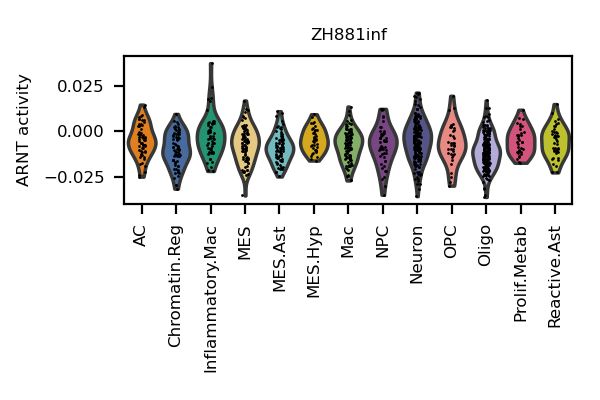 ZH881inf
ARNT activity
0.025
0.000
−0.025
AC
Chromatin.Reg
Inflammatory.Mac
MES
MES.Ast
MES.Hyp
Mac
NPC
Neuron
OPC
Oligo
Prolif.Metab
Reactive.Ast